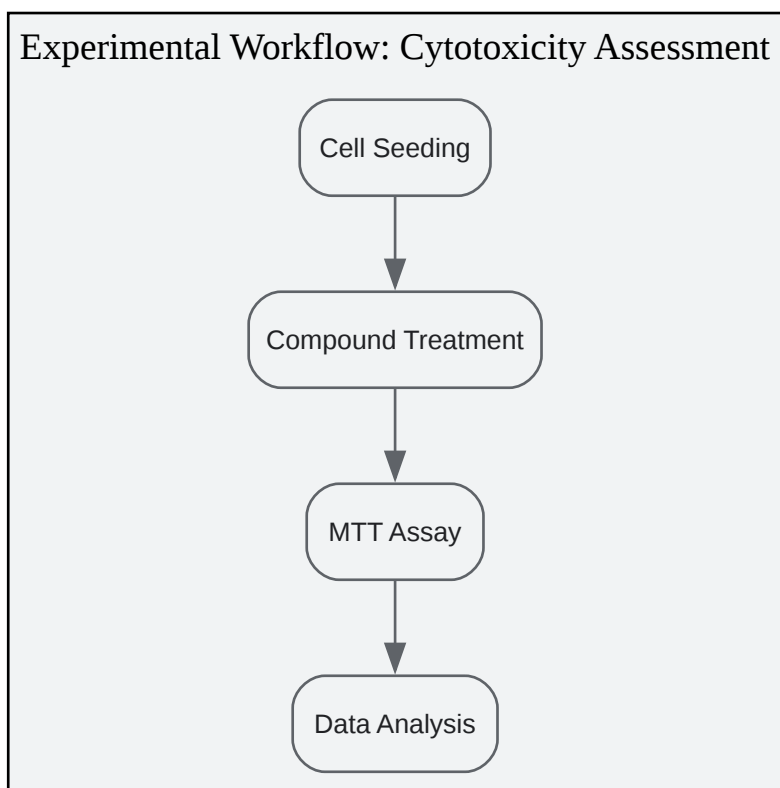 Experimental Workflow: Cytotoxicity Assessment
Cell Seeding
Compound Treatment
MTT Assay
Data Analysis